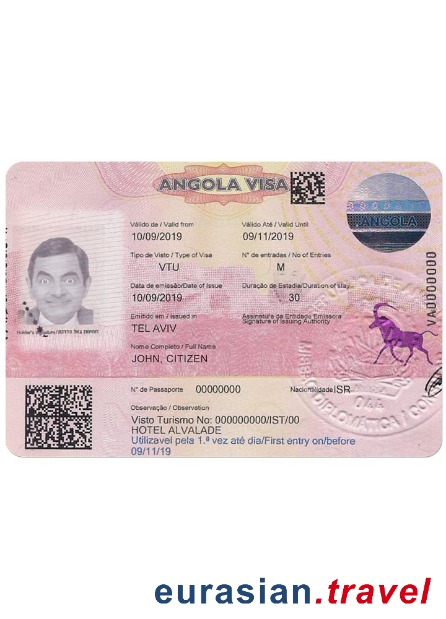 ANGOLA VISA
ANGOLA
Válido de / Valid from
Válido Até / Valid Until
10/09/2019
09/11/2019
Tipo de Visto / Type of Visa
N° de entradas / No of Entries
VTU
M
Data de emissão/Date of Issue
Duração de Estadia/Duration of stay
10/09/2019
30
Emitido em / Issued in
Assinatura da Entidade Emissora
Signature of Issuing Authority
TEL AVIV
Nome Completo / Full Name
JOHN, CITIZEN
VA0000000
N° de Passaporte
00000000
Nacionalidade
ISR
Observação / Observation
Visto Turismo No: 000000000/IST/00
HOTEL ALVALADE
Utilizavel pela 1.ª vez até dia/First entry on/before
09/11/19
DIPLOMATICA / CO
eurasian.travel